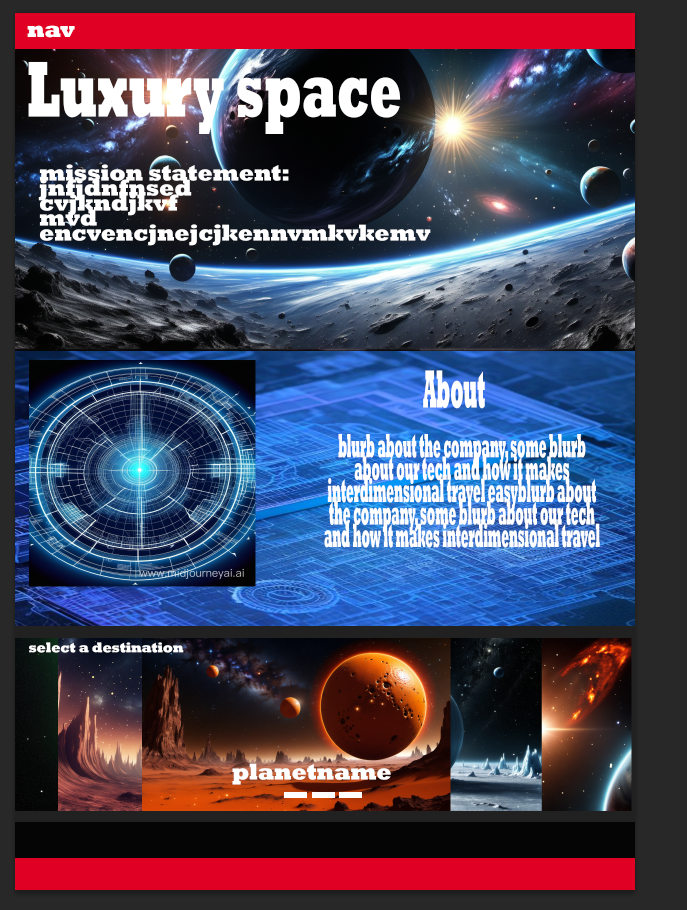 nav
Luxury space
mission statement:
jnfjdnfnsed
cvjkndjkvf
mvd
encvencjnejcjkennvmkvkemv
About
blurb about the company, some blurb
about our tech and how it makes
interdimensional travel easyblurb about
the company, some blurb about our tech
and how it makes interdimensional travel
www.midjourneyai.ai
select a destination
planetname